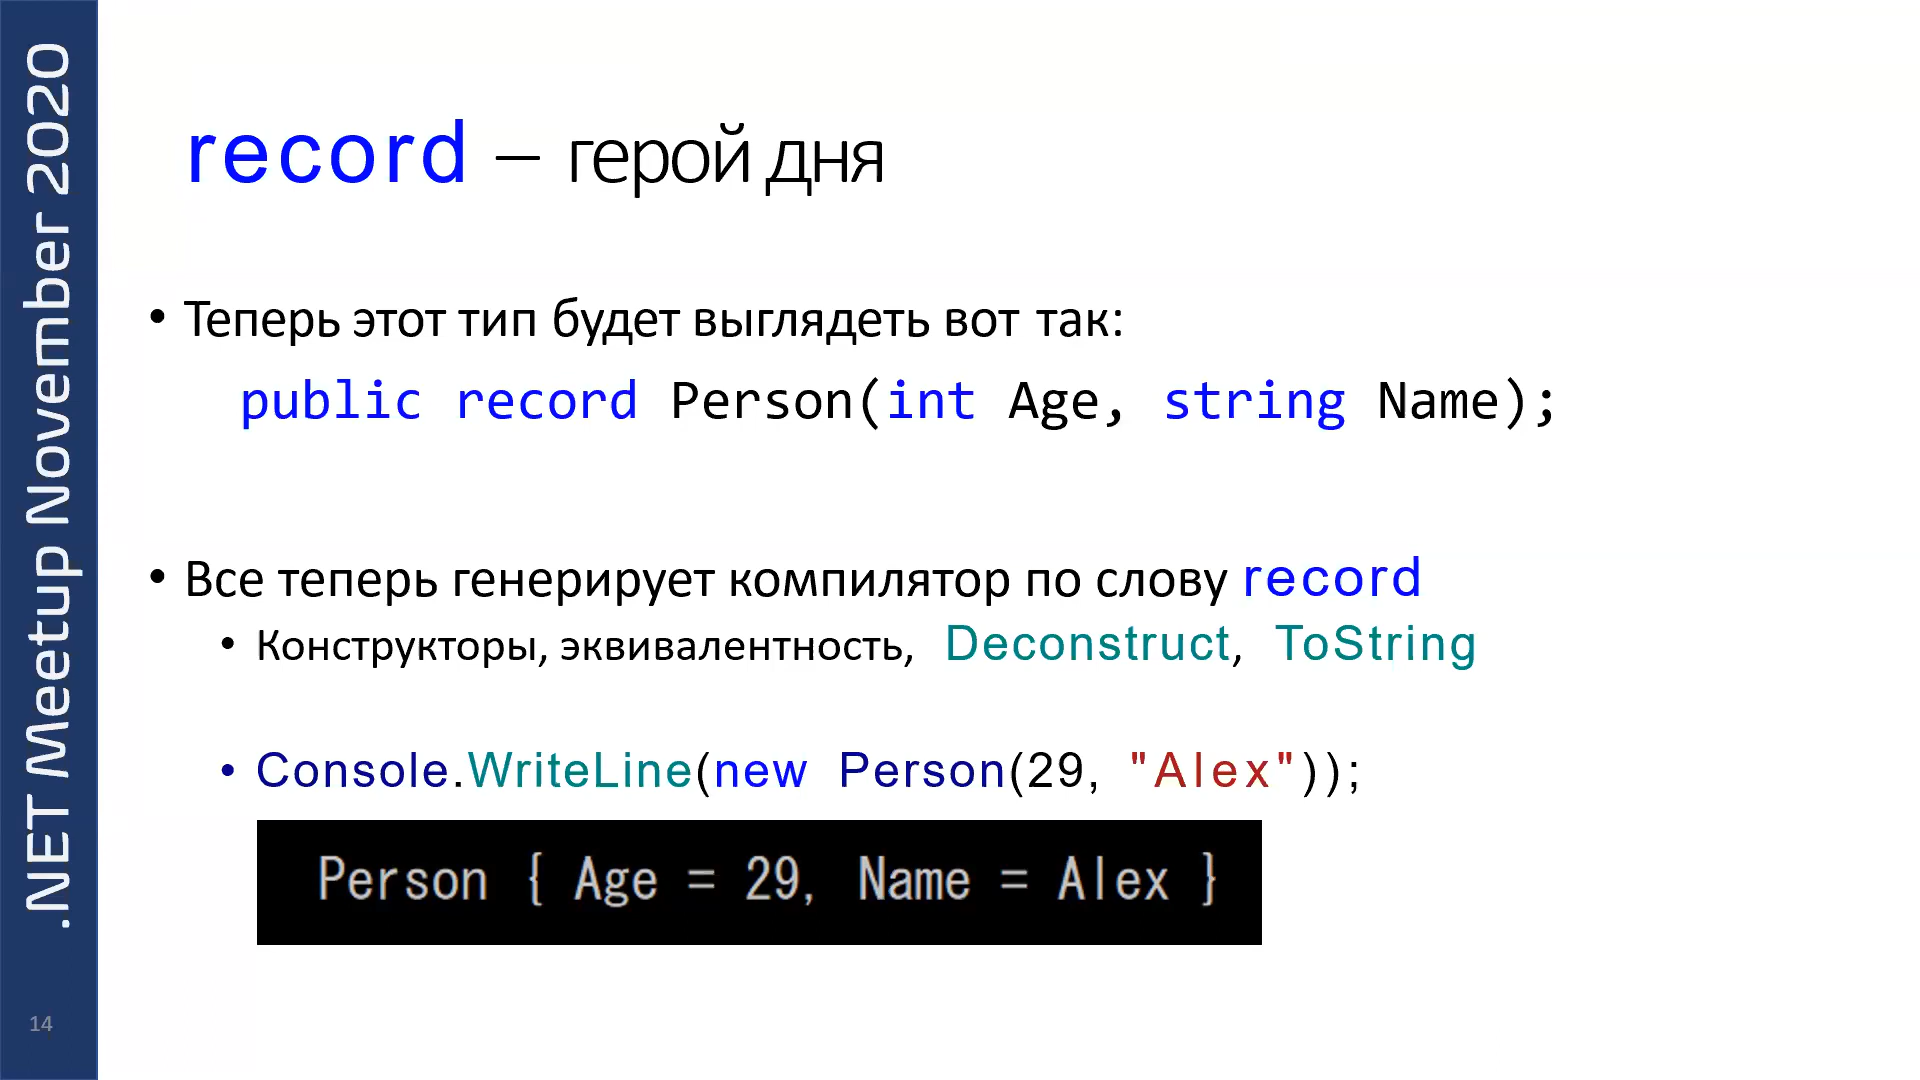 .NET Meetup November 2020
record – герой дня
• Теперь этот тип будет выглядеть вот так:
public record Person(int Age, string Name);
• Все теперь генерирует компилятор по слову record
• Конструкторы, эквивалентность, Deconstruct, ToString
• Console.WriteLine(new Person(29, "Alex"));
Person { Age = 29, Name = Alex }
14